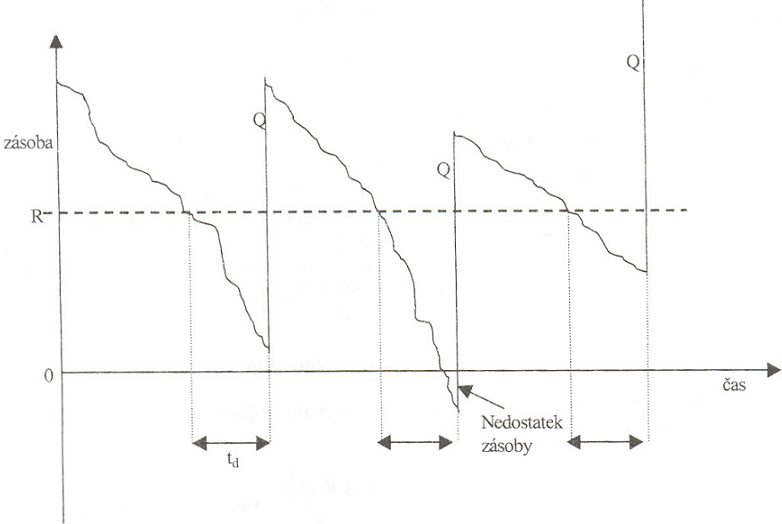 Q
Q
zásoba
Q
R
0
čas
Nedostatek
zásoby
t_d